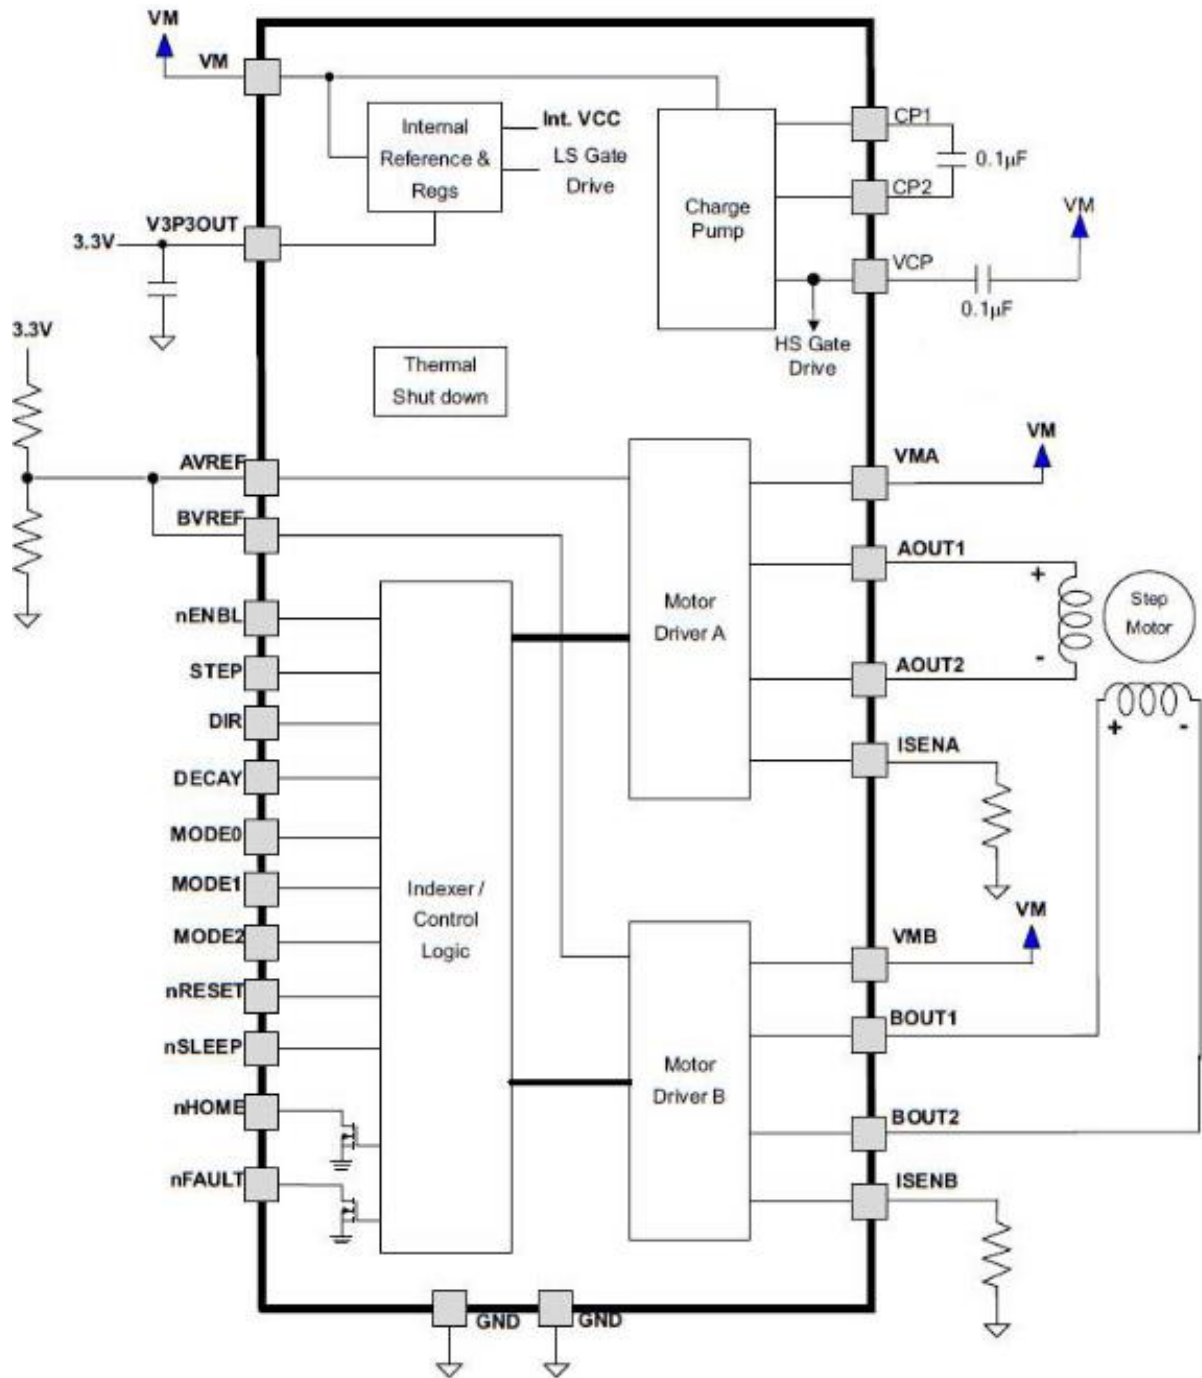 VM
VM
Internal
Reference &
Regs
Int. VCC
LS Gate
Drive
V3P3OUT
3.3V
3.3V
Charge
Pump
CP1
0.1µF
CP2
VM
VCP
0.1µF
HS Gate
Drive
Thermal
Shut down
AVREF
BVREF
nENBL
STEP
DIR
DECAY
MODE0
MODE1
MODE2
nRESET
nSLEEP
nHOME
nFAULT
Indexer /
Control
Logic
Motor
Driver A
VMA
VM
AOUT1
+
-
Step
Motor
AOUT2
+ -
ISENA
Motor
Driver B
VMB
VM
BOUT1
BOUT2
ISENB
GND
GND